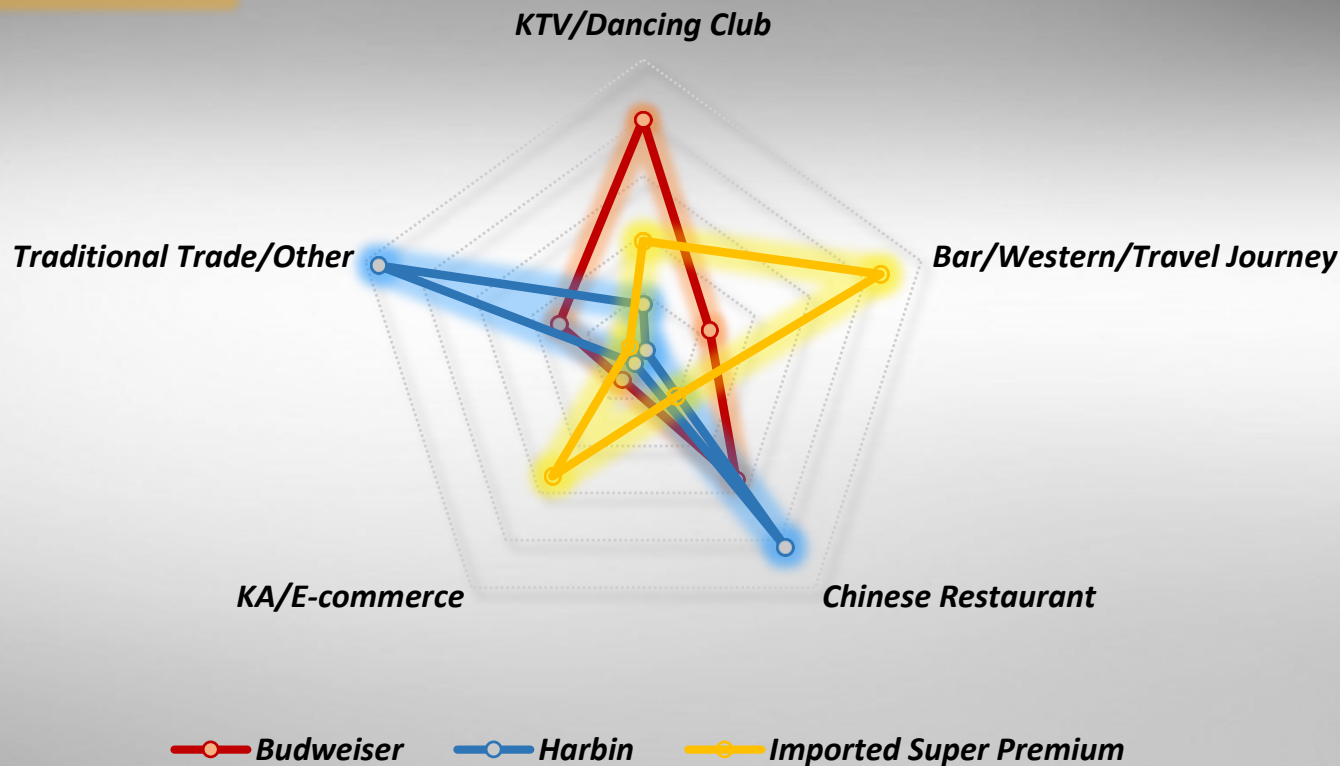 KTV/Dancing Club
Traditional Trade/Other
Bar/Western/Travel Journey
KA/E-commerce
Chinese Restaurant
Budweiser
Harbin
Imported Super Premium